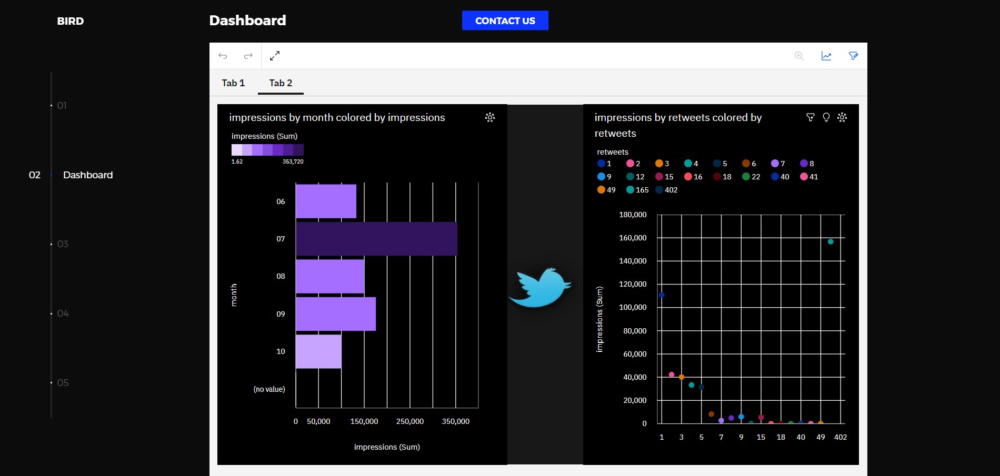 BIRD
Dashboard
CONTACT US
Tab 1
Tab 2
01
02
Dashboard
03
04
05
impressions by month colored by impressions
impressions (Sum)
1.62
353,720
month
06
07
08
09
10
(no value)
0
50,000
150,000
250,000
350,000
impressions (Sum)
impressions by retweets colored by
retweets
retweets
1 2 3 4 5 6 7 8
9 12 15 16 18 22 40 41
49 165 402
impressions (Sum)
180,000
160,000
140,000
120,000
100,000
80,000
60,000
40,000
20,000
0
1 3 5 7 9 15 18 40 49 402